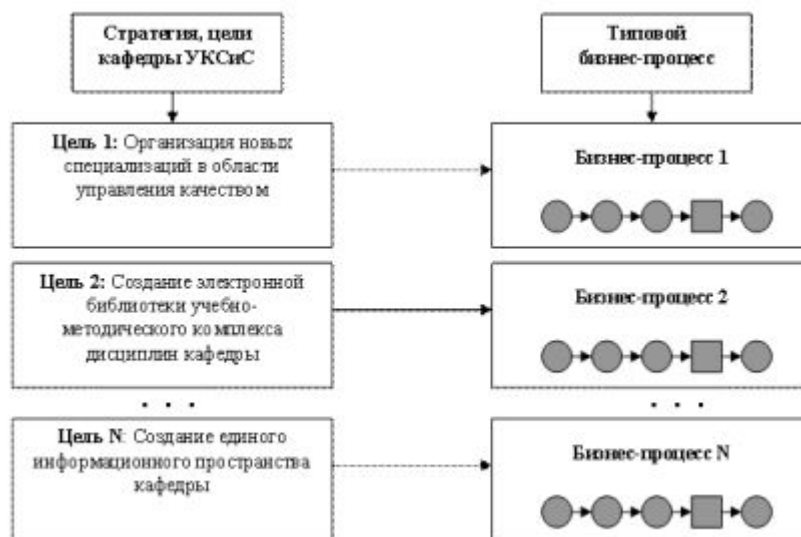 Стратегия, цели
кафедры УКСиС
Типовой
бизнес-процесс
Цель 1: Организация новых
специализаций в области
управления качеством
Бизнес-процесс 1
Цель 2: Создание электронной
библиотеки учебно-
методического комплекса
дисциплин кафедры
Бизнес-процесс 2
. . .
. . .
Цель N: Создание единого
информационного пространства
кафедры
Бизнес-процесс N